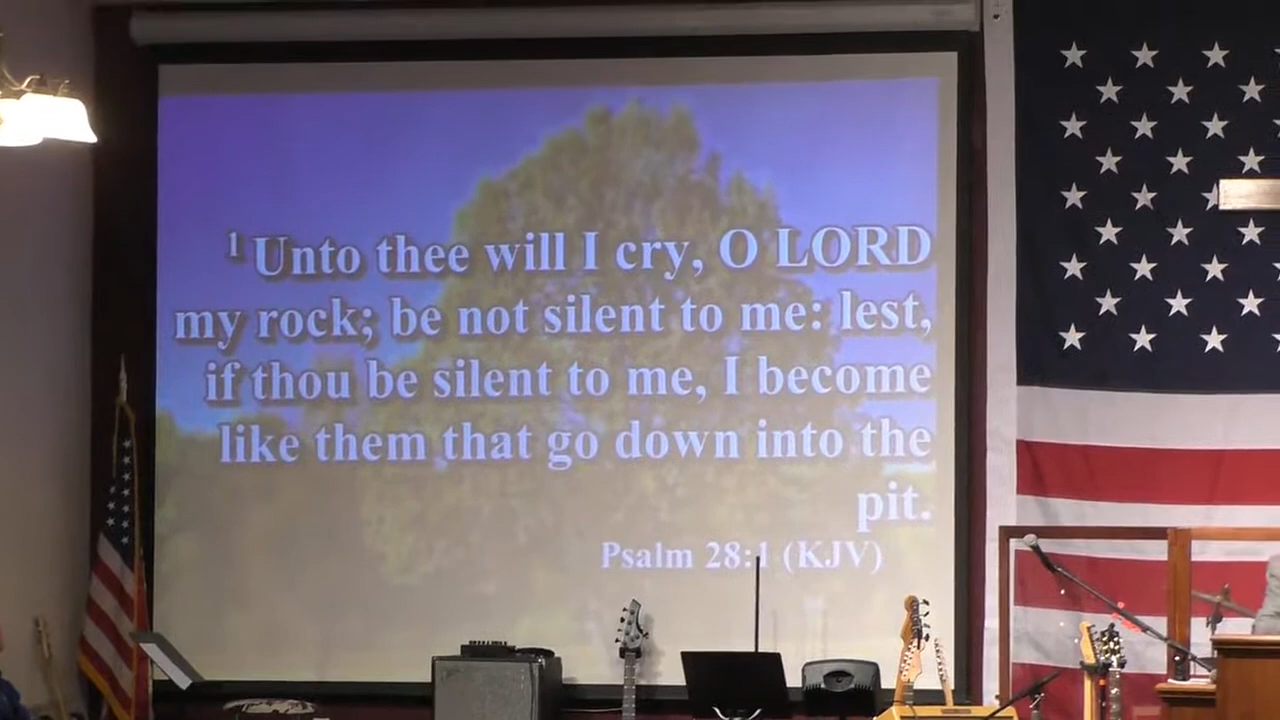 1 Unto thee will I cry, O LORD
my rock; be not silent to me: lest,
if thou be silent to me, I become
like them that go down into the
pit.
Psalm 28:1 (KJV)